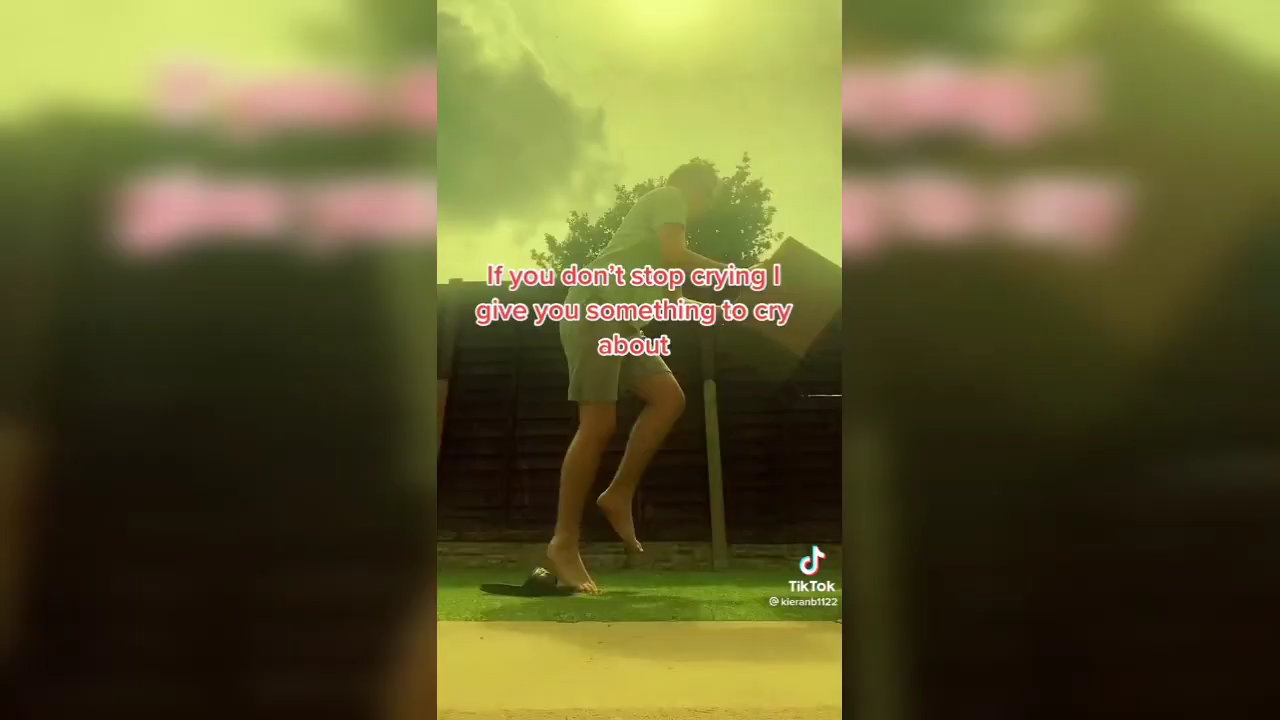 If you don’t stop crying I
give you something to cry
about
TikTok
@kieranb1122